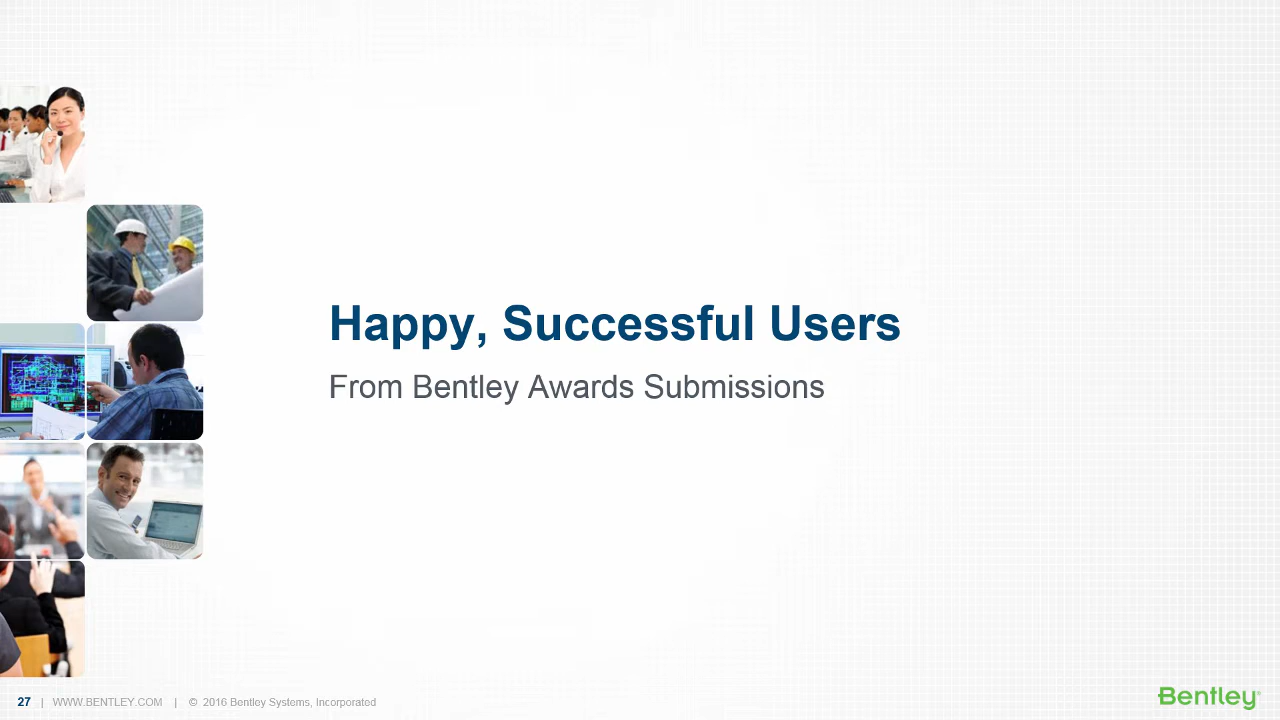 Happy, Successful Users
From Bentley Awards Submissions
27 | WWW.BENTLEY.COM | © 2016 Bentley Systems, Incorporated
Bentley®